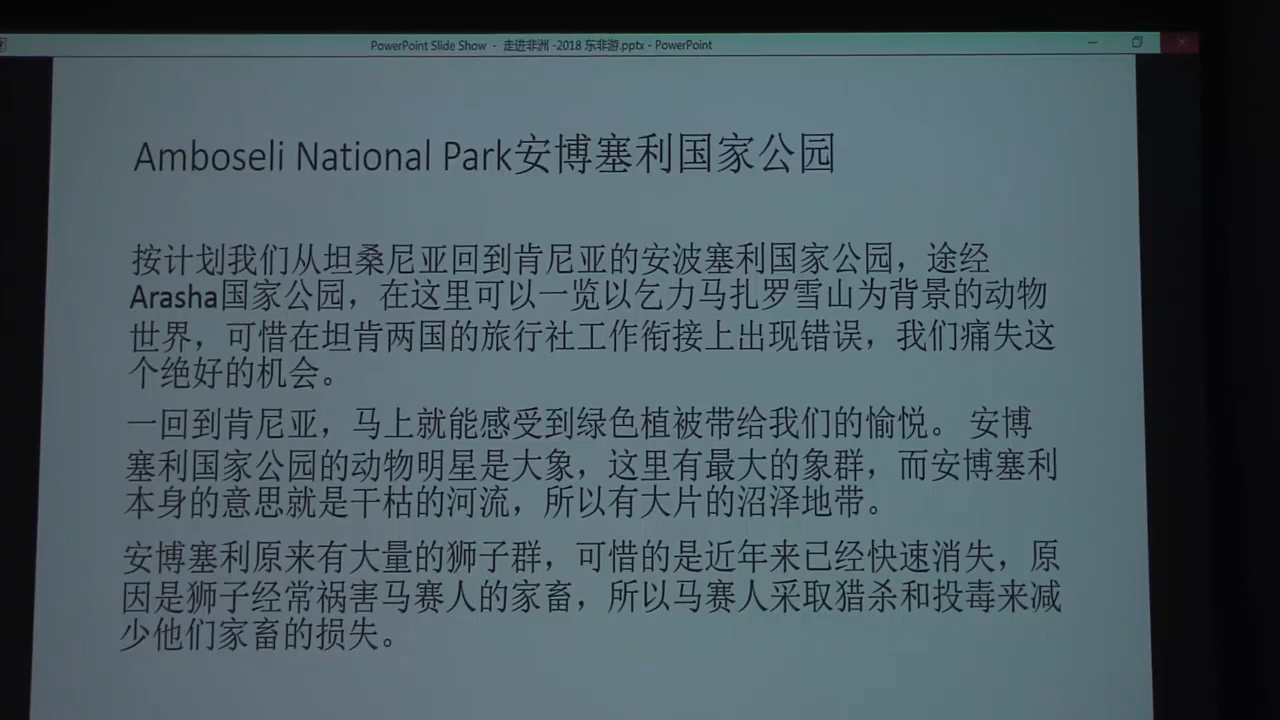 PowerPoint Slide Show - 走进非洲 -2018 东非游.pptx - PowerPoint
Amboseli National Park安博塞利国家公园
按计划我们从坦桑尼亚回到肯尼亚的安波塞利国家公园，途经
Arasha国家公园，在这里可以一览以乞力马扎罗雪山为背景的动物
世界，可惜在坦肯两国的旅行社工作衔接上出现错误，我们痛失这
个绝好的机会。
一回到肯尼亚，马上就能感受到绿色植被带给我们的愉悦。 安博
塞利国家公园的动物明星是大象，这里有最大的象群，而安博塞利
本身的意思就是干枯的河流，所以有大片的沼泽地带。
安博塞利原来有大量的狮子群，可惜的是近年来已经快速消失，原
因是狮子经常祸害马赛人的家畜，所以马赛人采取猎杀和投毒来减
少他们家畜的损失。